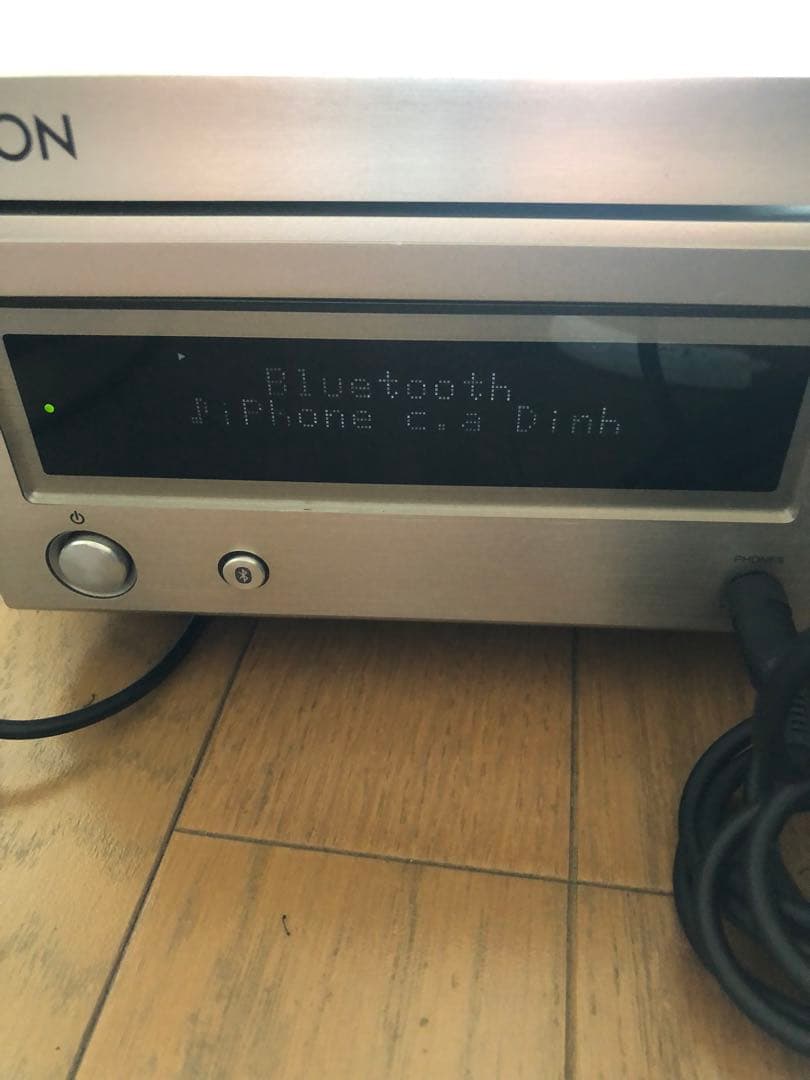 ON
Bluetooth
♪iPhone c.a Dinh
PHONES